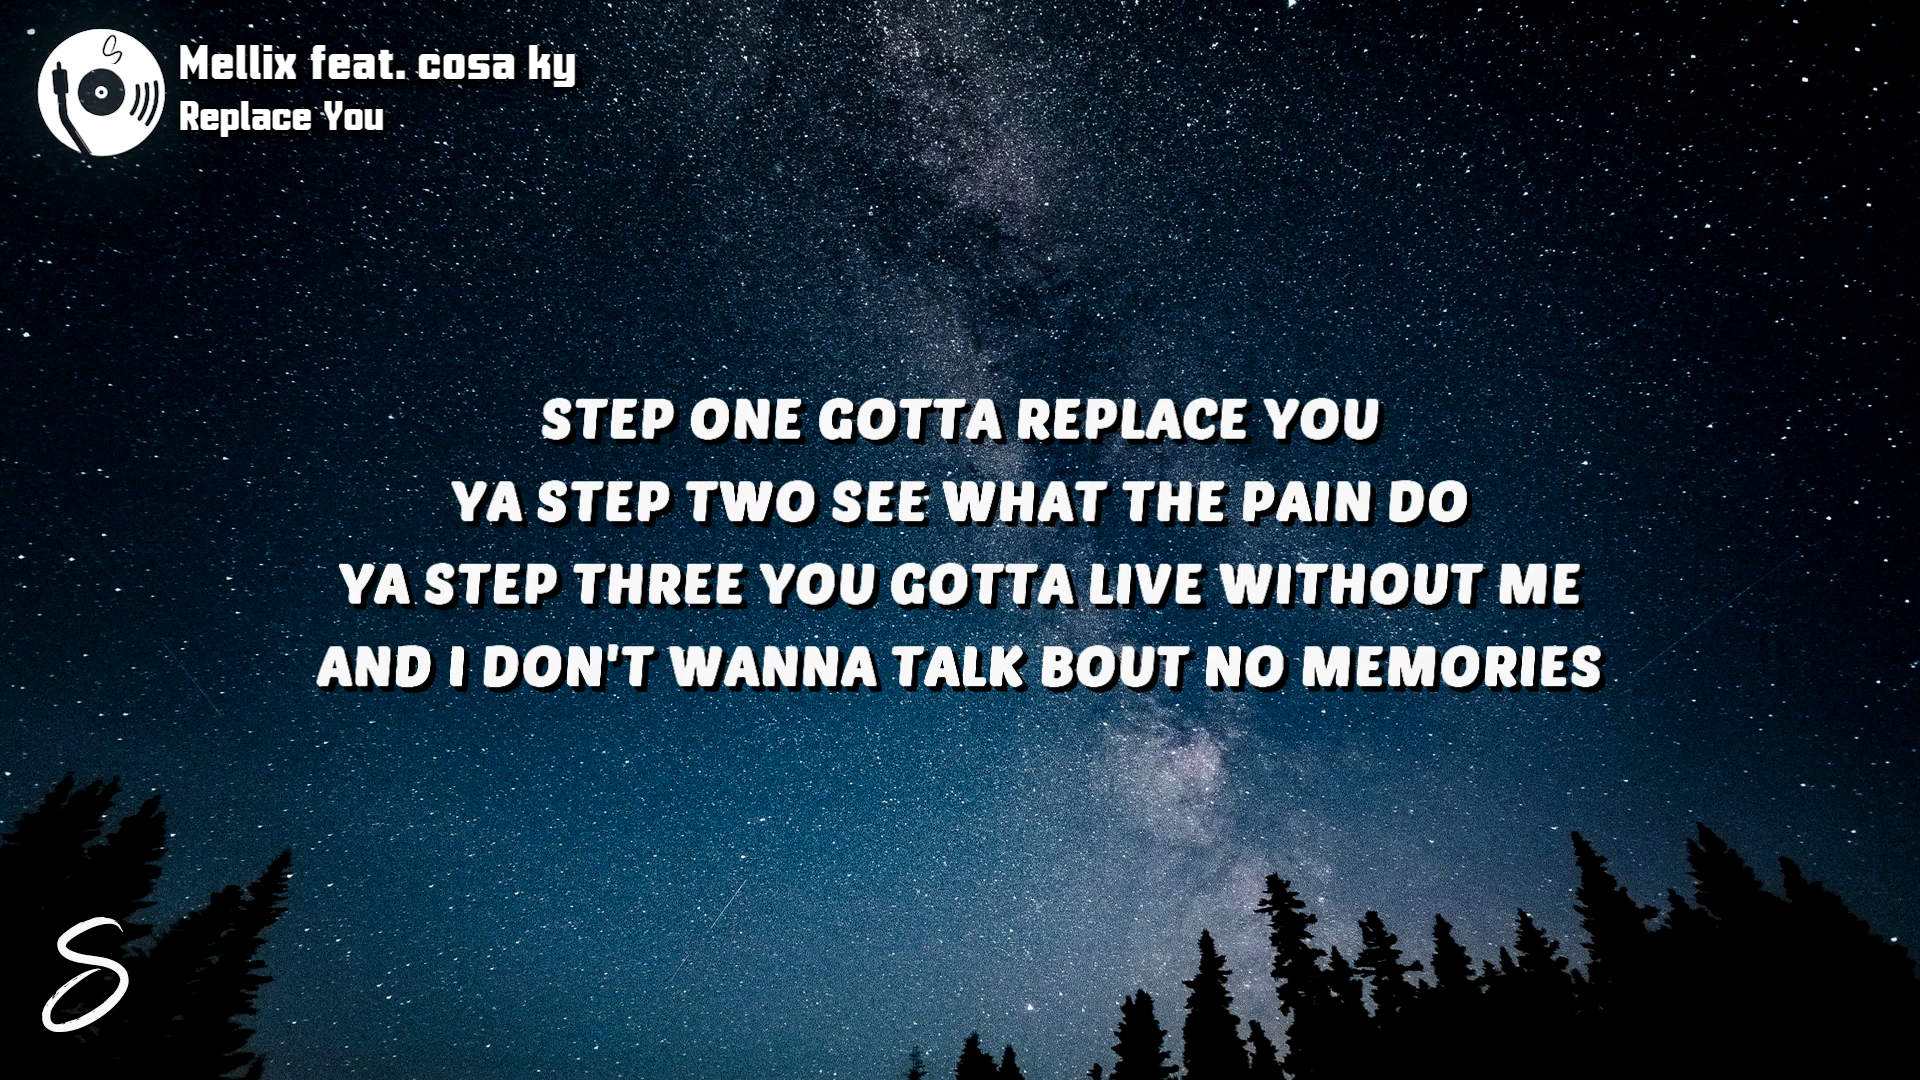 Mellix feat. cosa ky
Replace You
STEP ONE GOTTA REPLACE YOU
YA STEP TWO SEE WHAT THE PAIN DO
YA STEP THREE YOU GOTTA LIVE WITHOUT ME
AND I DON'T WANNA TALK BOUT NO MEMORIES
S